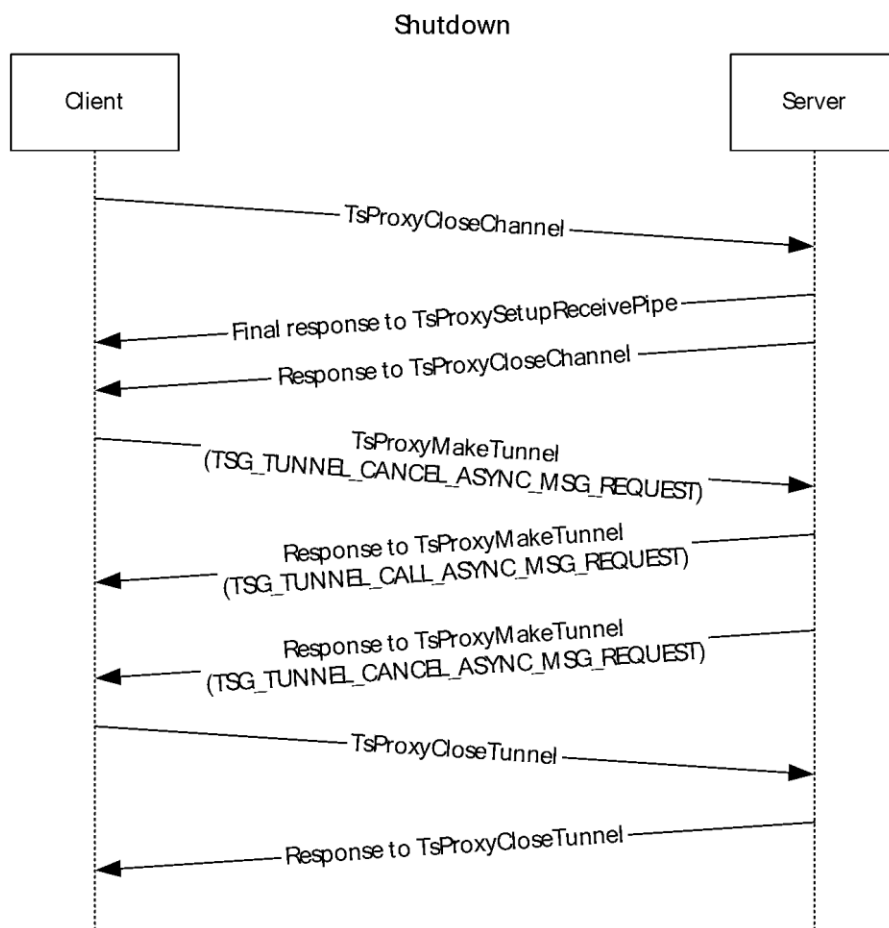 Shutdown
Client
Server
TsProxyCloseChannel
Final response to TsProxySetupReceivePipe
Response to TsProxyCloseChannel
TsProxyMakeTunnel
(TSG_TUNNEL_CANCEL_ASYNC_MSG_REQUEST)
Response to TsProxyMakeTunnel
(TSG_TUNNEL_CALL_ASYNC_MSG_REQUEST)
Response to TsProxyMakeTunnel
(TSG_TUNNEL_CANCEL_ASYNC_MSG_REQUEST)
TsProxyCloseTunnel
Response to TsProxyCloseTunnel